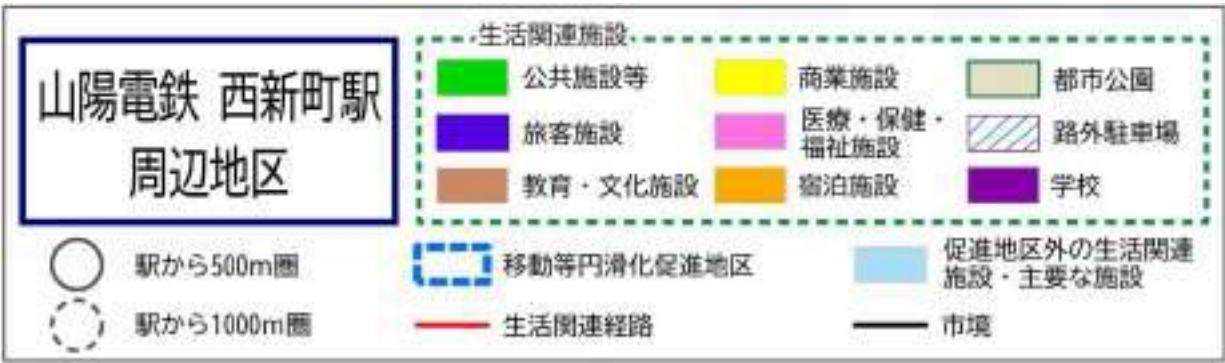 山陽電鉄 西新町駅
周辺地区
生活関連施設
公共施設等
商業施設
都市公園
旅客施設
医療・保健・
福祉施設
路外駐車場
教育・文化施設
宿泊施設
学校
駅から500m圏
移動等円滑化促進地区
促進地区外の生活関連
施設・主要な施設
駅から1000m圏
生活関連経路
市境